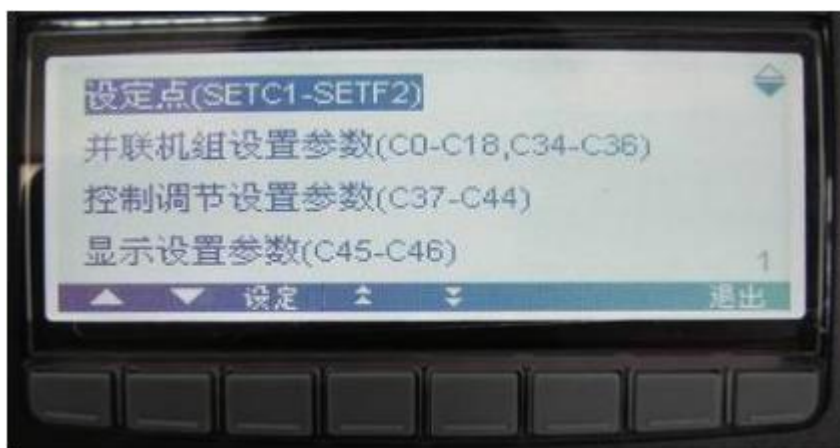 设定点(SETC1-SETF2)
并联机组设置参数(C0-C18,C34-C36)
控制调节设置参数(C37-C44)
显示设置参数(C45-C46)
1
设定 退出